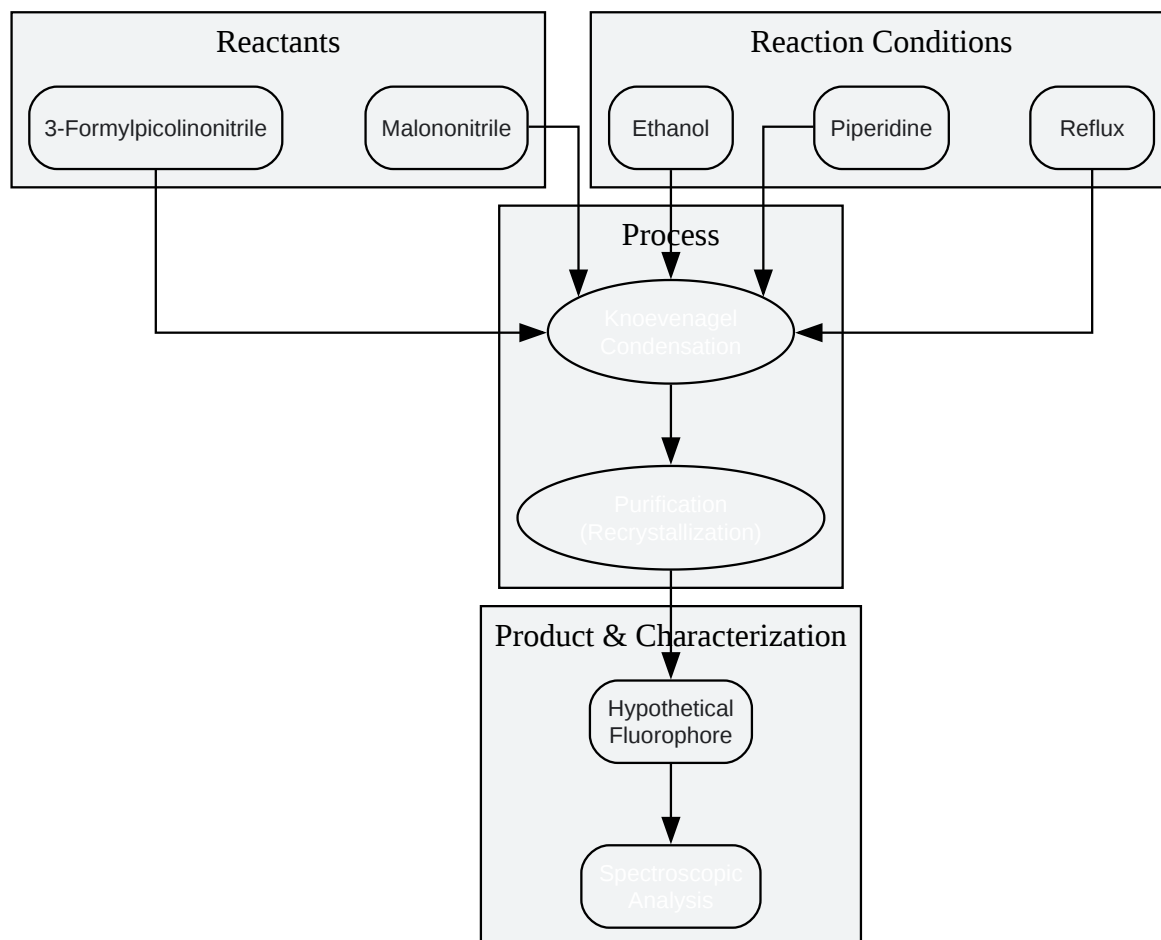 Reactants
Reaction Conditions
3-Formylpicolinonitrile
Malononitrile
Ethanol
Piperidine
Reflux
Process
Knoevenagel
Condensation
Purification
(Recrystallization)
Product & Characterization
Hypothetical
Fluorophore
Spectroscopic
Analysis